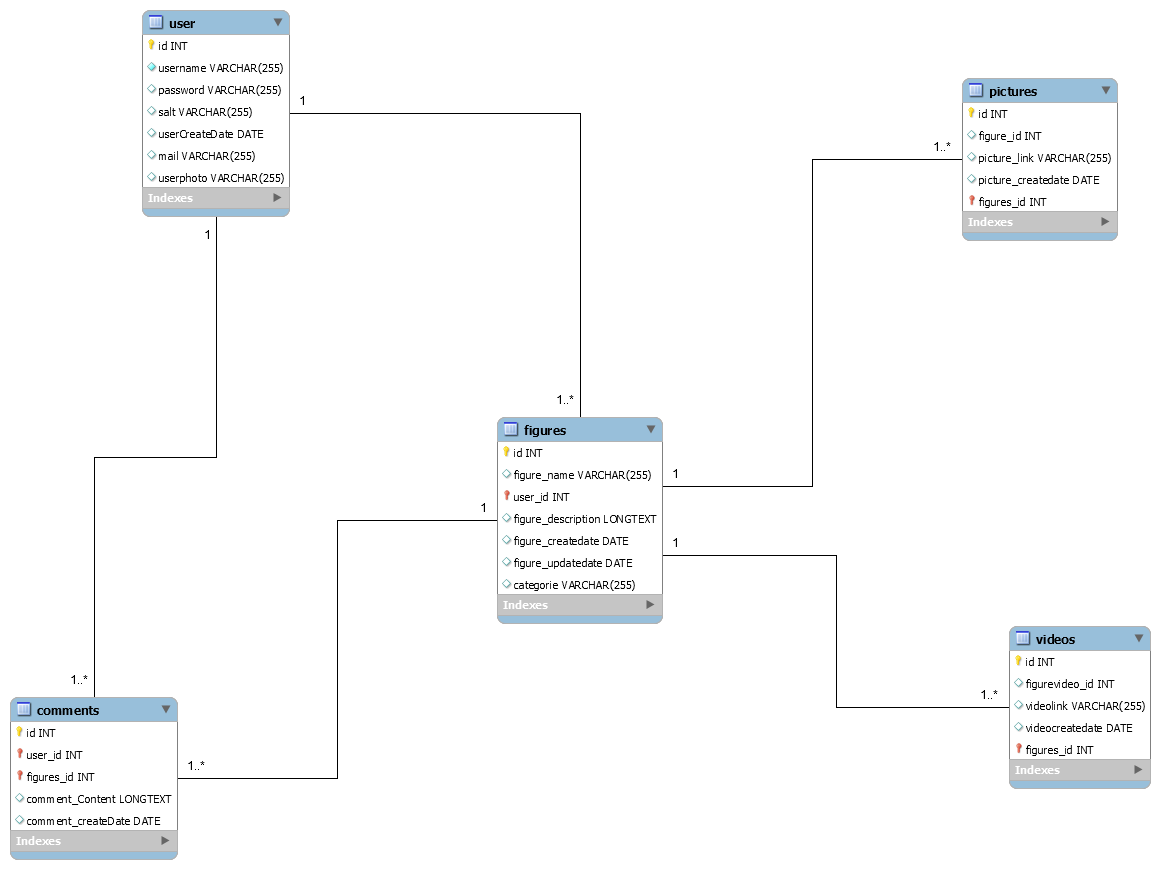 user
id INT
username VARCHAR(255)
password VARCHAR(255)
salt VARCHAR(255)
userCreateDate DATE
mail VARCHAR(255)
userphoto VARCHAR(255)
Indexes
1
1
pictures
id INT
figure_id INT
picture_link VARCHAR(255)
picture_createdate DATE
figures_id INT
Indexes
1..*
1..*
figures
id INT
figure_name VARCHAR(255)
user_id INT
figure_description LONGTEXT
figure_createdate DATE
figure_updatedate DATE
categorie VARCHAR(255)
Indexes
1
1
1
videos
id INT
figurevideo_id INT
videolink VARCHAR(255)
videocreatedate DATE
figures_id INT
Indexes
1..*
1..*
comments
id INT
user_id INT
figures_id INT
comment_Content LONGTEXT
comment_createDate DATE
Indexes
1..*